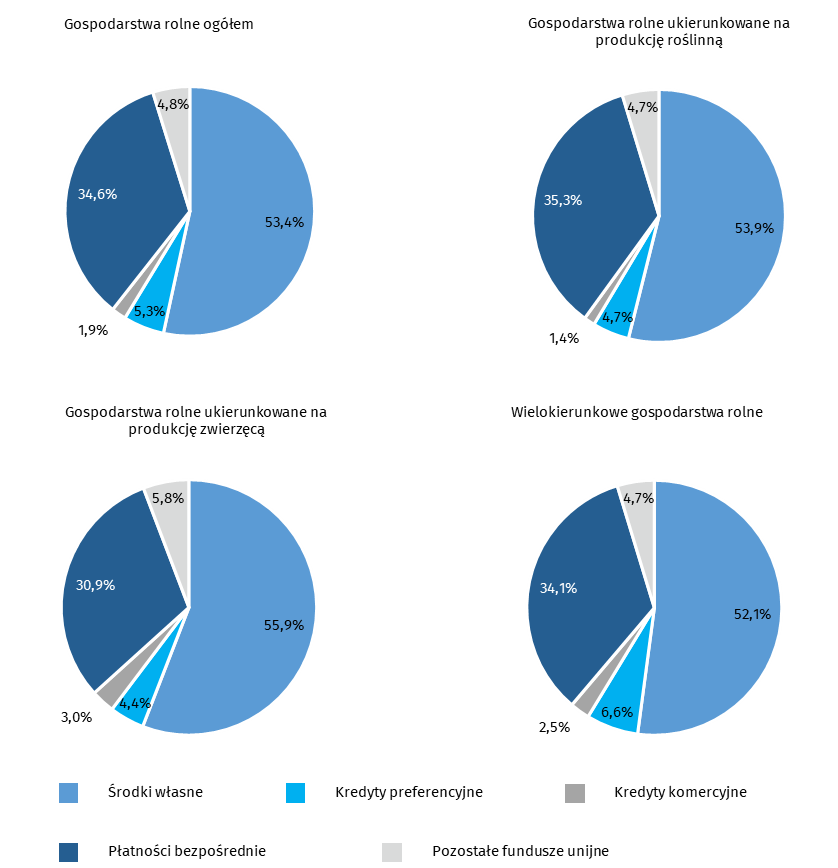 Gospodarstwa rolne ogółem
4,8%
34,6%
53,4%
5,3%
1,9%
Gospodarstwa rolne ukierunkowane na
produkcję roślinną
4,7%
35,3%
53,9%
4,7%
1,4%
Gospodarstwa rolne ukierunkowane na
produkcję zwierzęcą
5,8%
30,9%
55,9%
4,4%
3,0%
Wielokierunkowe gospodarstwa rolne
4,7%
34,1%
52,1%
6,6%
2,5%
Środki własne
Kredyty preferencyjne
Kredyty komercyjne
Płatności bezpośrednie
Pozostałe fundusze unijne